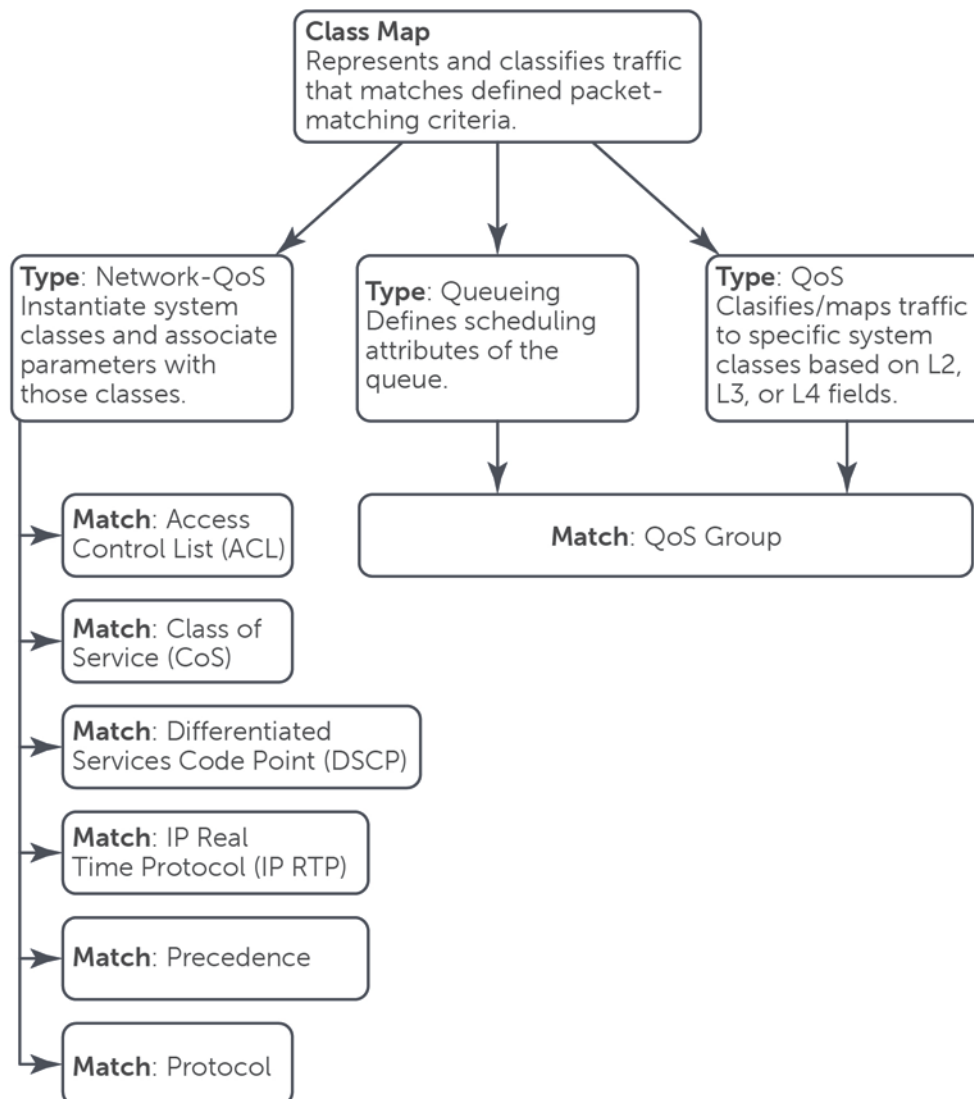 Class Map
Represents and classifies traffic
that matches defined packet-
matching criteria.
Type: Network-QoS
Instantiate system
classes and associate
parameters with
those classes.
Type: Queueing
Defines scheduling
attributes of the
queue.
Type: QoS
Clasifies/maps traffic
to specific system
classes based on L2,
L3, or L4 fields.
Match: Access
Control List (ACL)
Match: QoS Group
Match: Class of
Service (CoS)
Match: Differentiated
Services Code Point (DSCP)
Match: IP Real
Time Protocol (IP RTP)
Match: Precedence
Match: Protocol